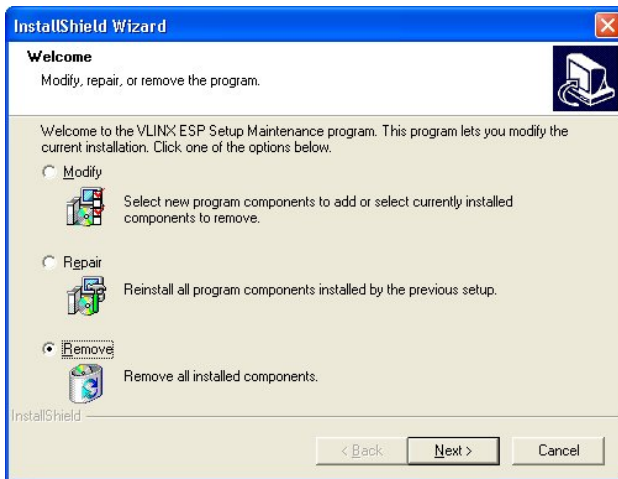 InstallShield Wizard
Welcome
Modify, repair, or remove the program.
Welcome to the VLINX ESP Setup Maintenance program. This program lets you modify the
current installation. Click one of the options below.
Modify
Select new program components to add or select currently installed
components to remove.
Repair
Reinstall all program components installed by the previous setup.
Remove
Remove all installed components.
InstallShield
< Back
Next >
Cancel